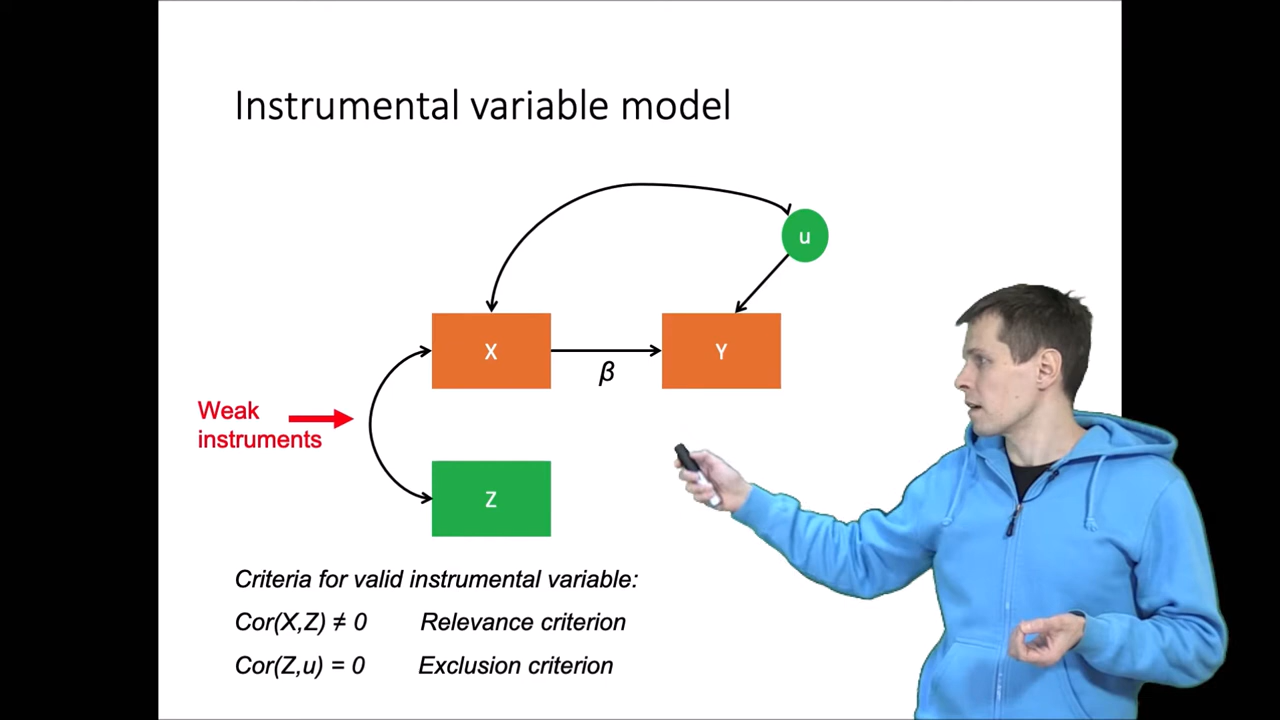 Instrumental variable model
u
X
Y
β
Weak
instruments
Z
Criteria for valid instrumental variable:
Cor(X,Z) ≠ 0 Relevance criterion
Cor(Z,u) = 0 Exclusion criterion